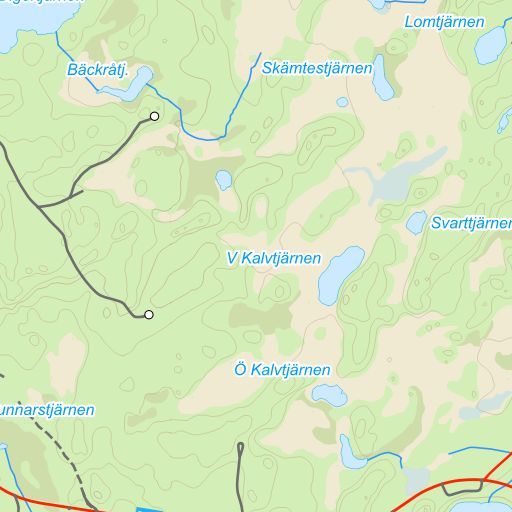 Lomtjärnen
Bäckråtj.
Skämtestjärnen
Svarttjärnen
V Kalvtjärnen
Ö Kalvtjärnen
unnarstjärnen